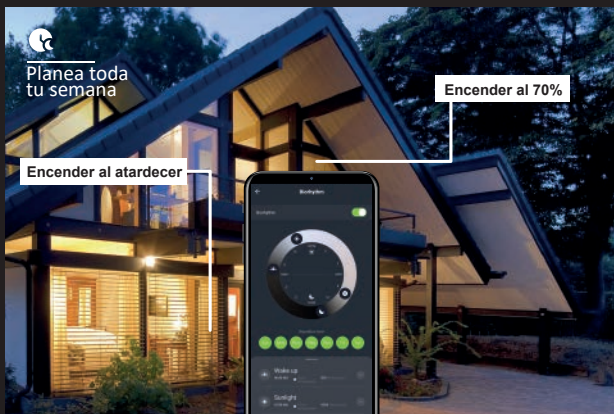 Planea toda
tu semana
Encender al 70%
Encender al atardecer
Biorhythm
Biorhythm
Wake up
Sunlight